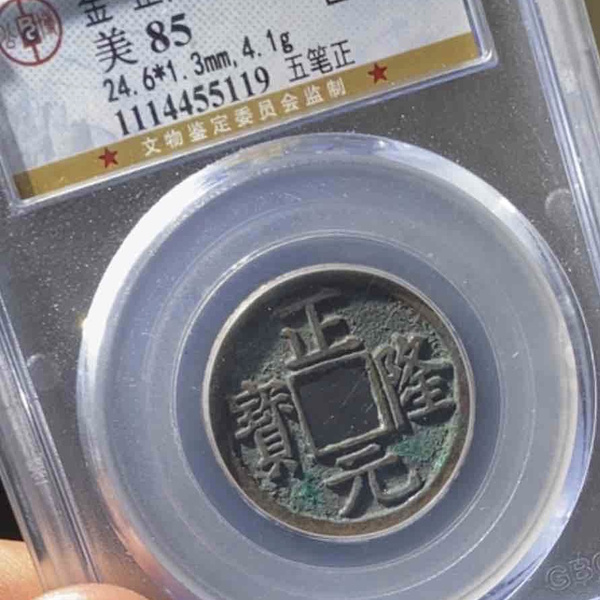 美 85
24.6*1.3mm, 4.1g 五笔正
1114455119
文物鉴定委员会监制
正隆元寶
GBC